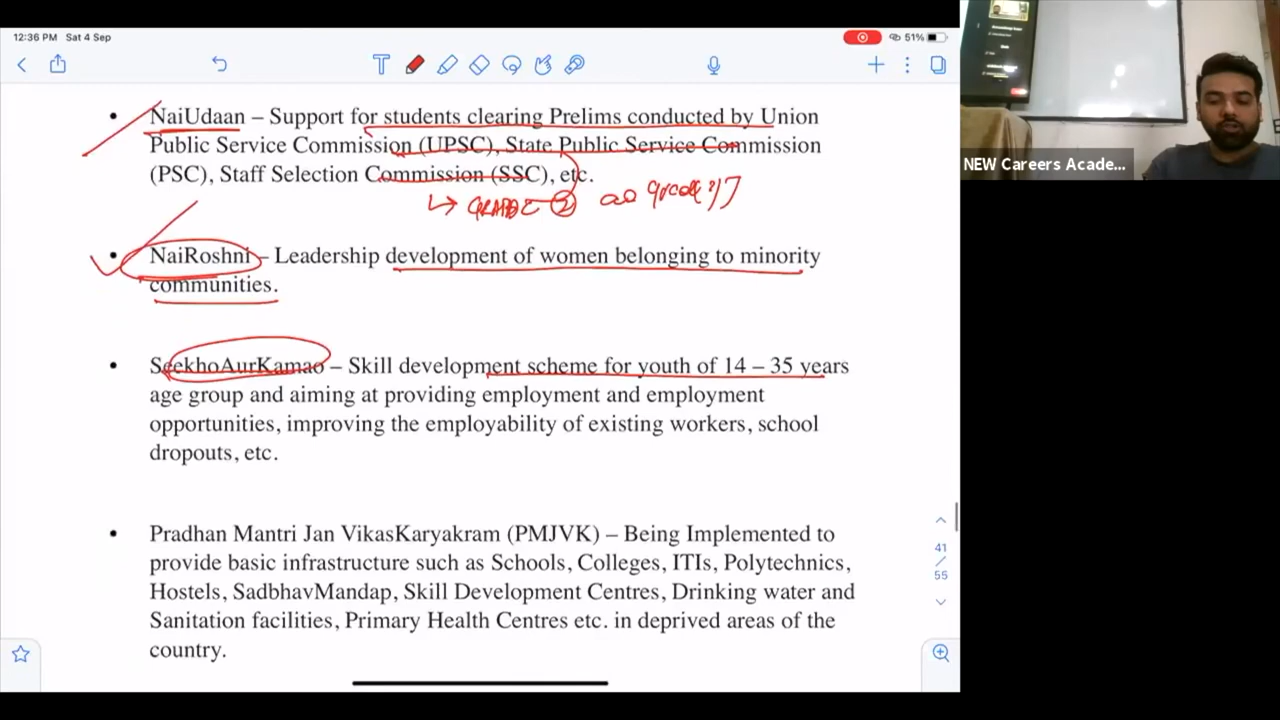 12:36 PM Sat 4 Sep
51%
• NaiUdaan – Support for students clearing Prelims conducted by Union
Public Service Commission (UPSC), State Public Service Commission
(PSC), Staff Selection Commission (SSC), etc.
2
• NaiRoshni – Leadership development of women belonging to minority
communities.
• SeekhoAurKamao – Skill development scheme for youth of 14 – 35 years
age group and aiming at providing employment and employment
opportunities, improving the employability of existing workers, school
dropouts, etc.
• Pradhan Mantri Jan VikasKaryakram (PMJVK) – Being Implemented to
provide basic infrastructure such as Schools, Colleges, ITIs, Polytechnics,
Hostels, SadbhavMandap, Skill Development Centres, Drinking water and
Sanitation facilities, Primary Health Centres etc. in deprived areas of the
country.
41
/
55
NEW Careers Acade...